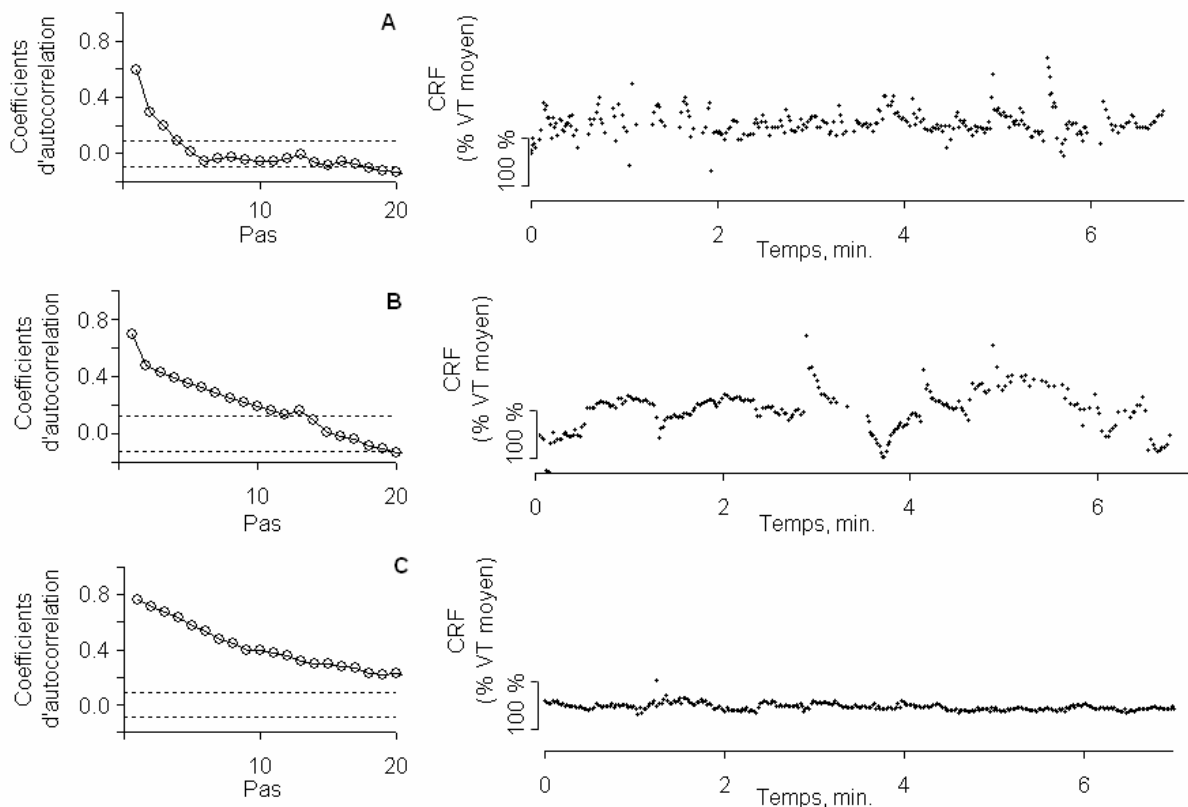 A
Coefficients
d'autocorrelation
0.8
0.4
0.0
10
20
Pas
CRF
(% VT moyen)
100 %
0
2
4
6
Temps, min.
B
Coefficients
d'autocorrelation
0.8
0.4
0.0
10
20
Pas
CRF
(% VT moyen)
100 %
0
2
4
6
Temps, min.
C
Coefficients
d'autocorrelation
0.8
0.4
0.0
10
20
Pas
CRF
(% VT moyen)
100 %
0
2
4
6
Temps, min.